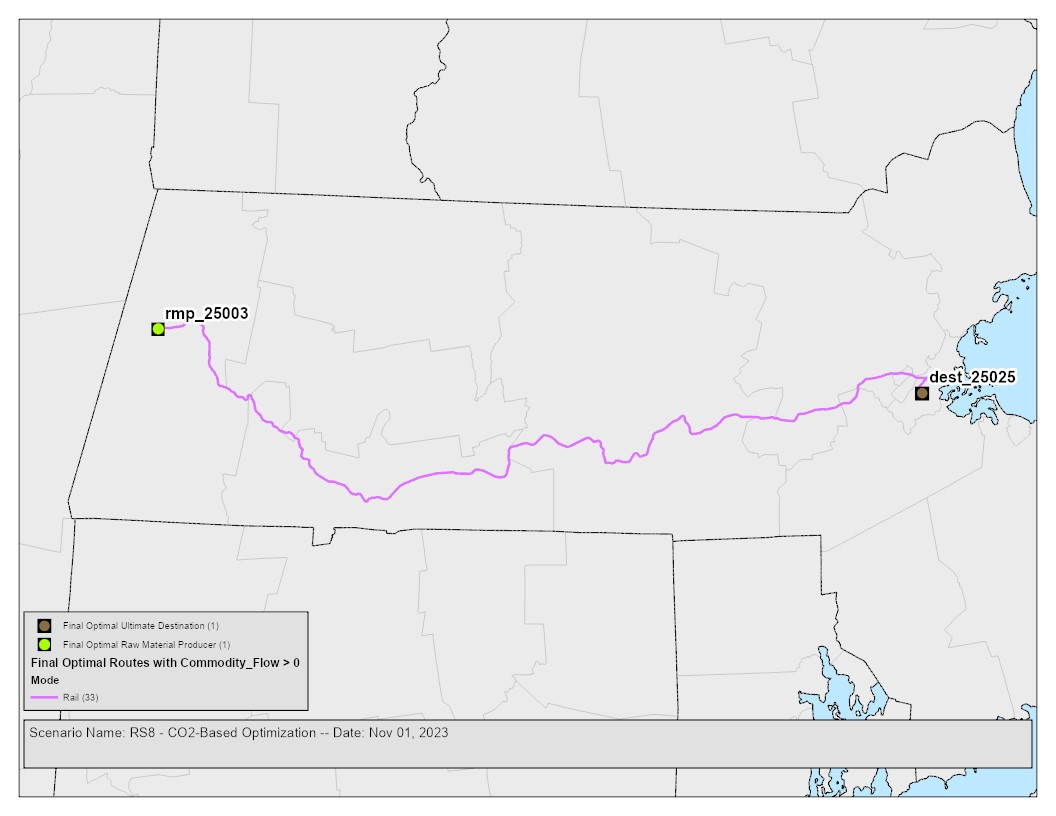 rmp_25003
dest_25025
Final Optimal Ultimate Destination (1)
Final Optimal Raw Material Producer (1)
Final Optimal Routes with Commodity_Flow > 0
Mode
Rail (33)
Scenario Name: RS8 - CO2-Based Optimization -- Date: Nov 01, 2023